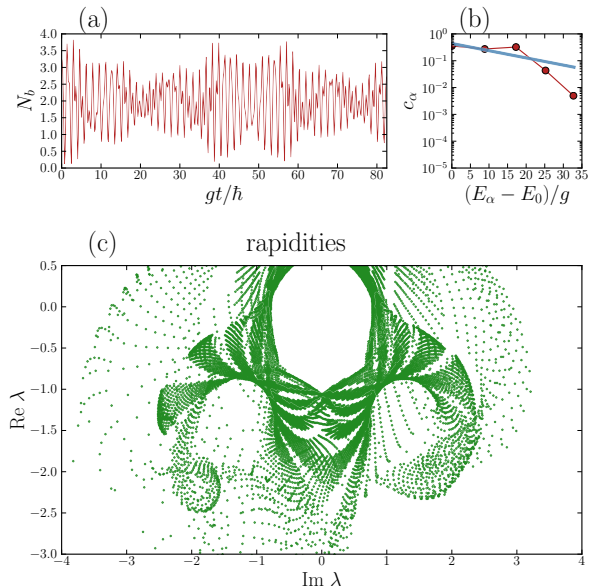 (a)
4.0
3.5
3.0
2.5
2.0
1.5
1.0
0.5
0.0
N_b
0 10 20 30 40 50 60 70 80
gt/ħ
(b)
10^0
10^-1
10^-2
10^-3
10^-4
10^-5
c_α
0 5 10 15 20 25 30 35
(E_α − E_0)/g
(c) rapidities
0.5
0.0
−0.5
−1.0
−1.5
−2.0
−2.5
−3.0
Re λ
−4 −3 −2 −1 0 1 2 3 4
Im λ